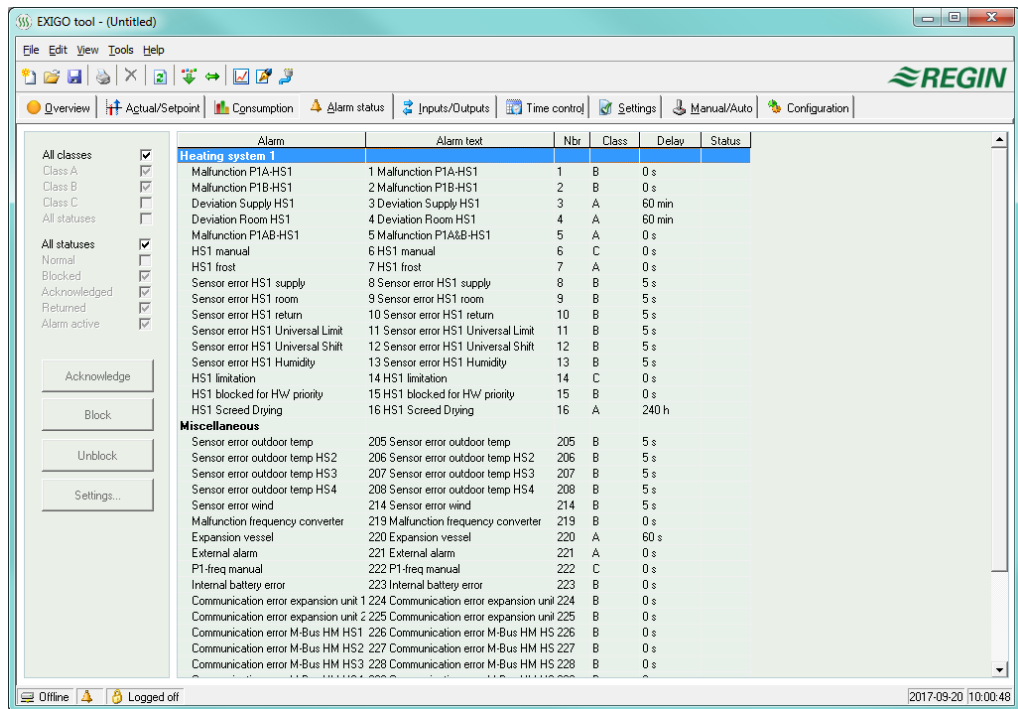 EXIGO tool - (Untitled)
File Edit View Tools Help
REGIN
Overview Actual/Setpoint Consumption Alarm status Inputs/Outputs Time control Settings Manual/Auto Configuration
All classes
Class A
Class B
Class C
All statuses
All statuses
Normal
Blocked
Acknowledged
Returned
Alarm active
Acknowledge
Block
Unblock
Settings...
Alarm Alarm text Nbr Class Delay Status
Heating system 1
Malfunction P1A-HS1 1 Malfunction P1A-HS1 1 B 0 s
Malfunction P1B-HS1 2 Malfunction P1B-HS1 2 B 0 s
Deviation Supply HS1 3 Deviation Supply HS1 3 A 60 min
Deviation Room HS1 4 Deviation Room HS1 4 A 60 min
Malfunction P1AB-HS1 5 Malfunction P1A&B-HS1 5 A 0 s
HS1 manual 6 HS1 manual 6 C 0 s
HS1 frost 7 HS1 frost 7 A 0 s
Sensor error HS1 supply 8 Sensor error HS1 supply 8 B 5 s
Sensor error HS1 room 9 Sensor error HS1 room 9 B 5 s
Sensor error HS1 return 10 Sensor error HS1 return 10 B 5 s
Sensor error HS1 Universal Limit 11 Sensor error HS1 Universal Limit 11 B 5 s
Sensor error HS1 Universal Shift 12 Sensor error HS1 Universal Shift 12 B 5 s
Sensor error HS1 Humidity 13 Sensor error HS1 Humidity 13 B 5 s
HS1 limitation 14 HS1 limitation 14 C 0 s
HS1 blocked for HW priority 15 HS1 blocked for HW priority 15 B 0 s
HS1 Screed Drying 16 HS1 Screed Drying 16 A 240 h
Miscellaneous
Sensor error outdoor temp 205 Sensor error outdoor temp 205 B 5 s
Sensor error outdoor temp HS2 206 Sensor error outdoor temp HS2 206 B 5 s
Sensor error outdoor temp HS3 207 Sensor error outdoor temp HS3 207 B 5 s
Sensor error outdoor temp HS4 208 Sensor error outdoor temp HS4 208 B 5 s
Sensor error wind 214 Sensor error wind 214 B 5 s
Malfunction frequency converter 219 Malfunction frequency converter 219 B 0 s
Expansion vessel 220 Expansion vessel 220 A 60 s
External alarm 221 External alarm 221 A 0 s
P1-freq manual 222 P1-freq manual 222 C 0 s
Internal battery error 223 Internal battery error 223 B 0 s
Communication error expansion unit 1 224 Communication error expansion unit 224 B 0 s
Communication error expansion unit 2 225 Communication error expansion unit 225 B 0 s
Communication error M-Bus HM HS1 226 Communication error M-Bus HM HS 226 B 0 s
Communication error M-Bus HM HS2 227 Communication error M-Bus HM HS 227 B 0 s
Communication error M-Bus HM HS3 228 Communication error M-Bus HM HS 228 B 0 s
Offline Logged off 2017-09-20 10:00:48